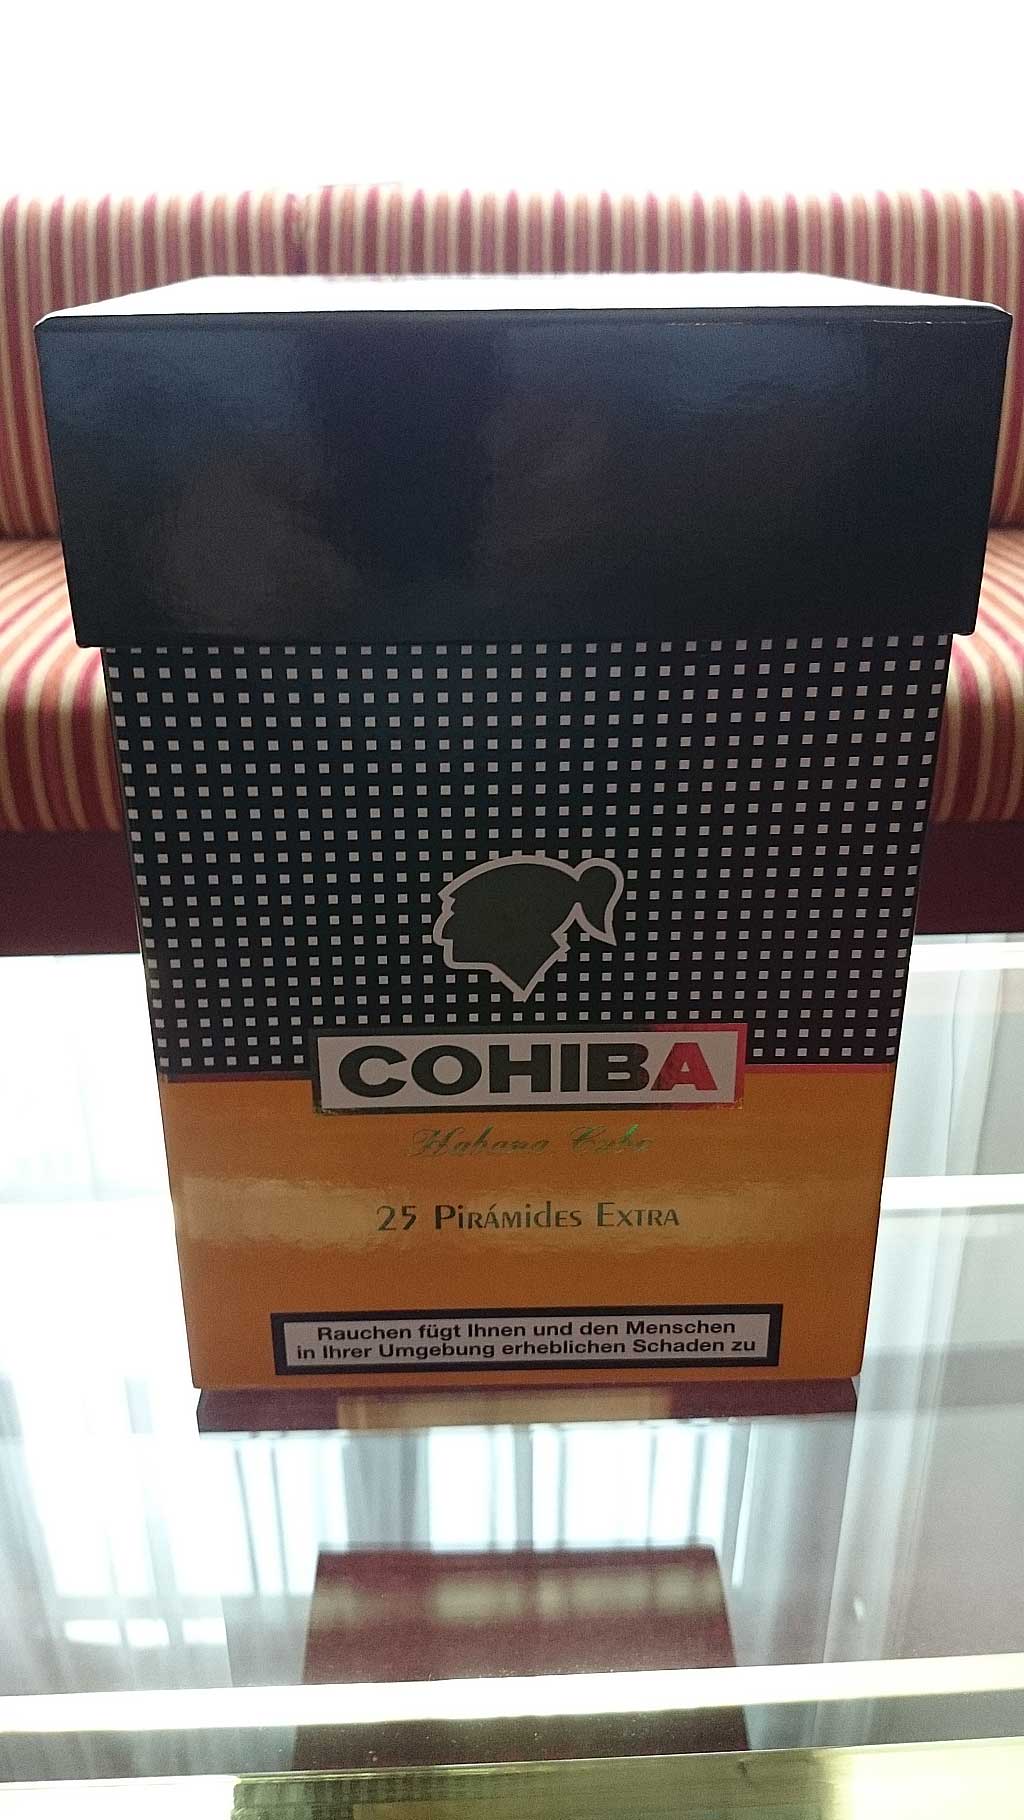 COHIBA
Habana Cuba
25 PIRÁMIDES EXTRA
Rauchen fügt Ihnen und den Menschen
in Ihrer Umgebung erheblichen Schaden zu